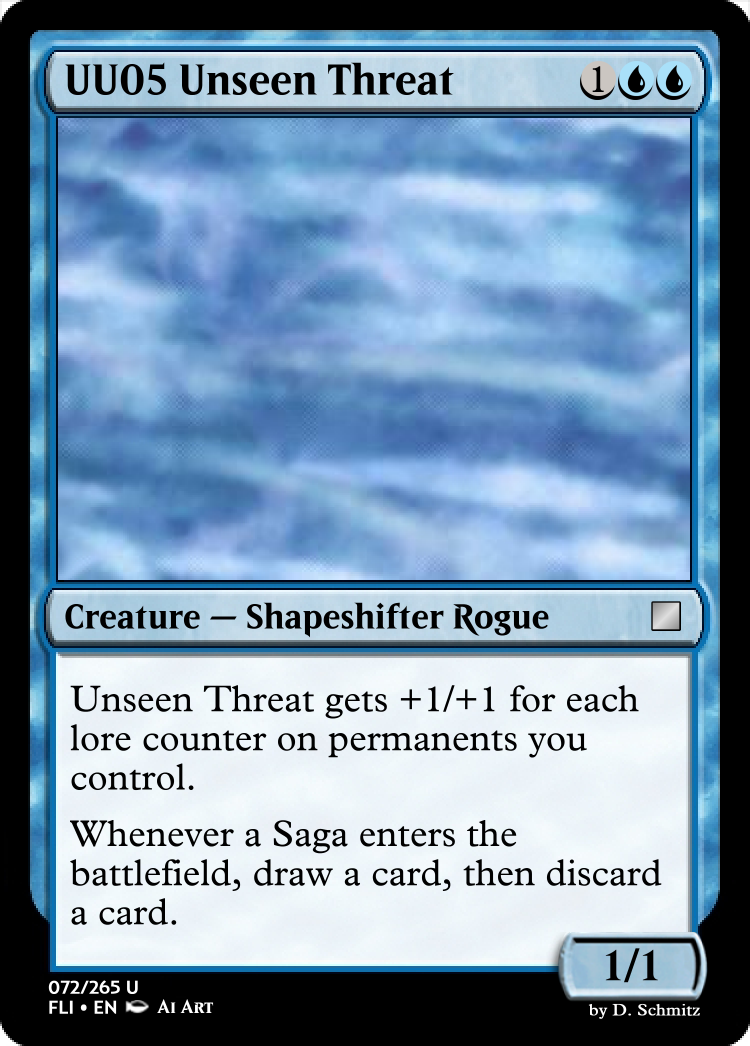 UU05 Unseen Threat 1
Creature — Shapeshifter Rogue
Unseen Threat gets +1/+1 for each
lore counter on permanents you
control.
Whenever a Saga enters the
battlefield, draw a card, then discard
a card.
1/1
072/265 U
FLI • EN AI ART
by D. Schmitz